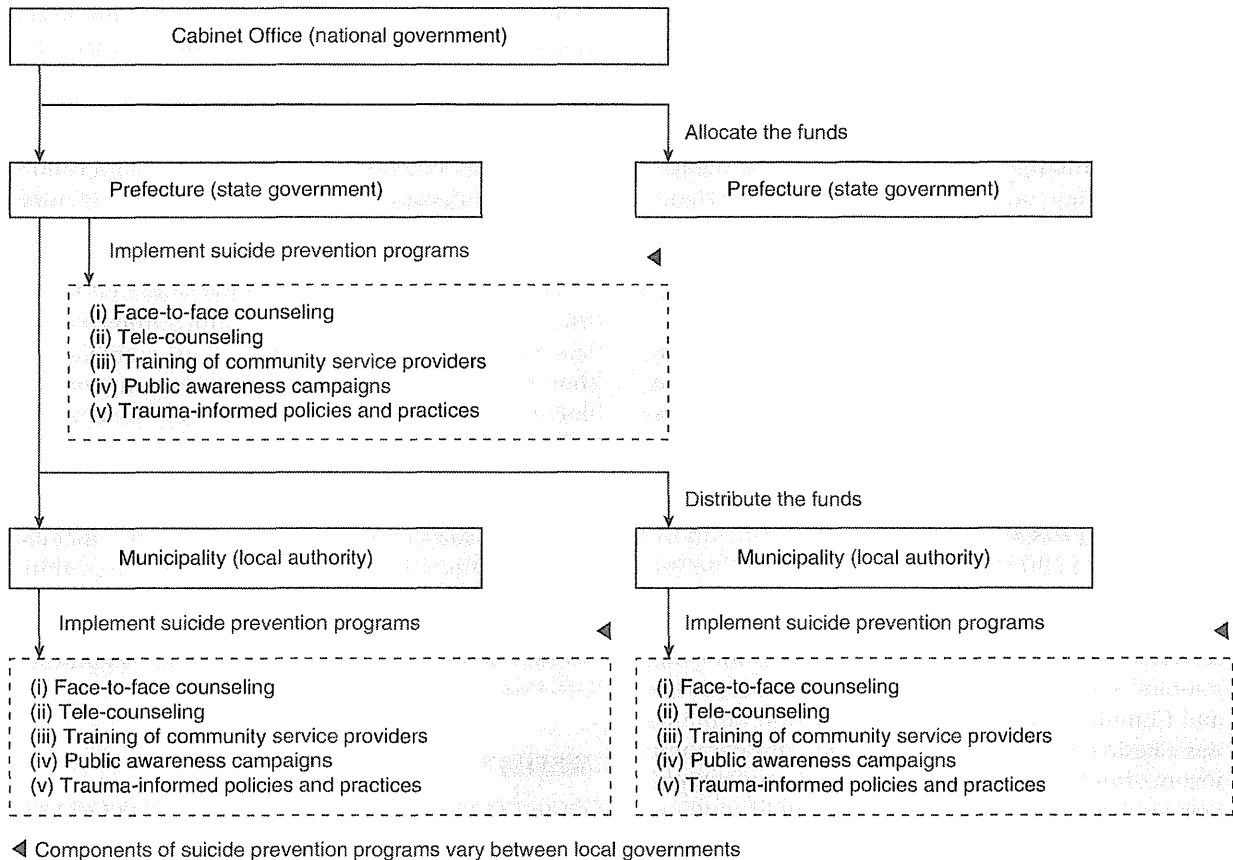 Cabinet Office (national government)
Allocate the funds
Prefecture (state government)
Prefecture (state government)
Implement suicide prevention programs
(i) Face-to-face counseling
(ii) Tele-counseling
(iii) Training of community service providers
(iv) Public awareness campaigns
(v) Trauma-informed policies and practices
Distribute the funds
Municipality (local authority)
Municipality (local authority)
Implement suicide prevention programs
Implement suicide prevention programs
(i) Face-to-face counseling
(ii) Tele-counseling
(iii) Training of community service providers
(iv) Public awareness campaigns
(v) Trauma-informed policies and practices
(i) Face-to-face counseling
(ii) Tele-counseling
(iii) Training of community service providers
(iv) Public awareness campaigns
(v) Trauma-informed policies and practices
Components of suicide prevention programs vary between local governments